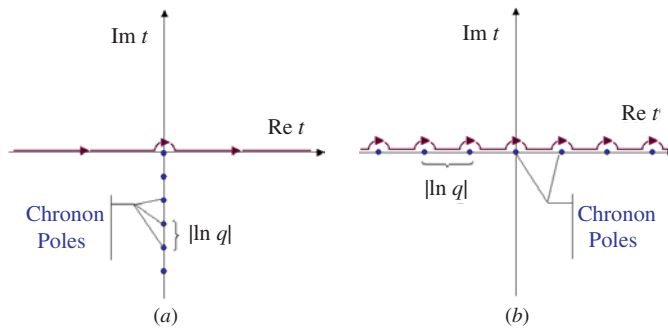 Im t
Re t
Chronon
Poles
|ln q|
(a)
Im t
Re t
|ln q|
Chronon
Poles
(b)